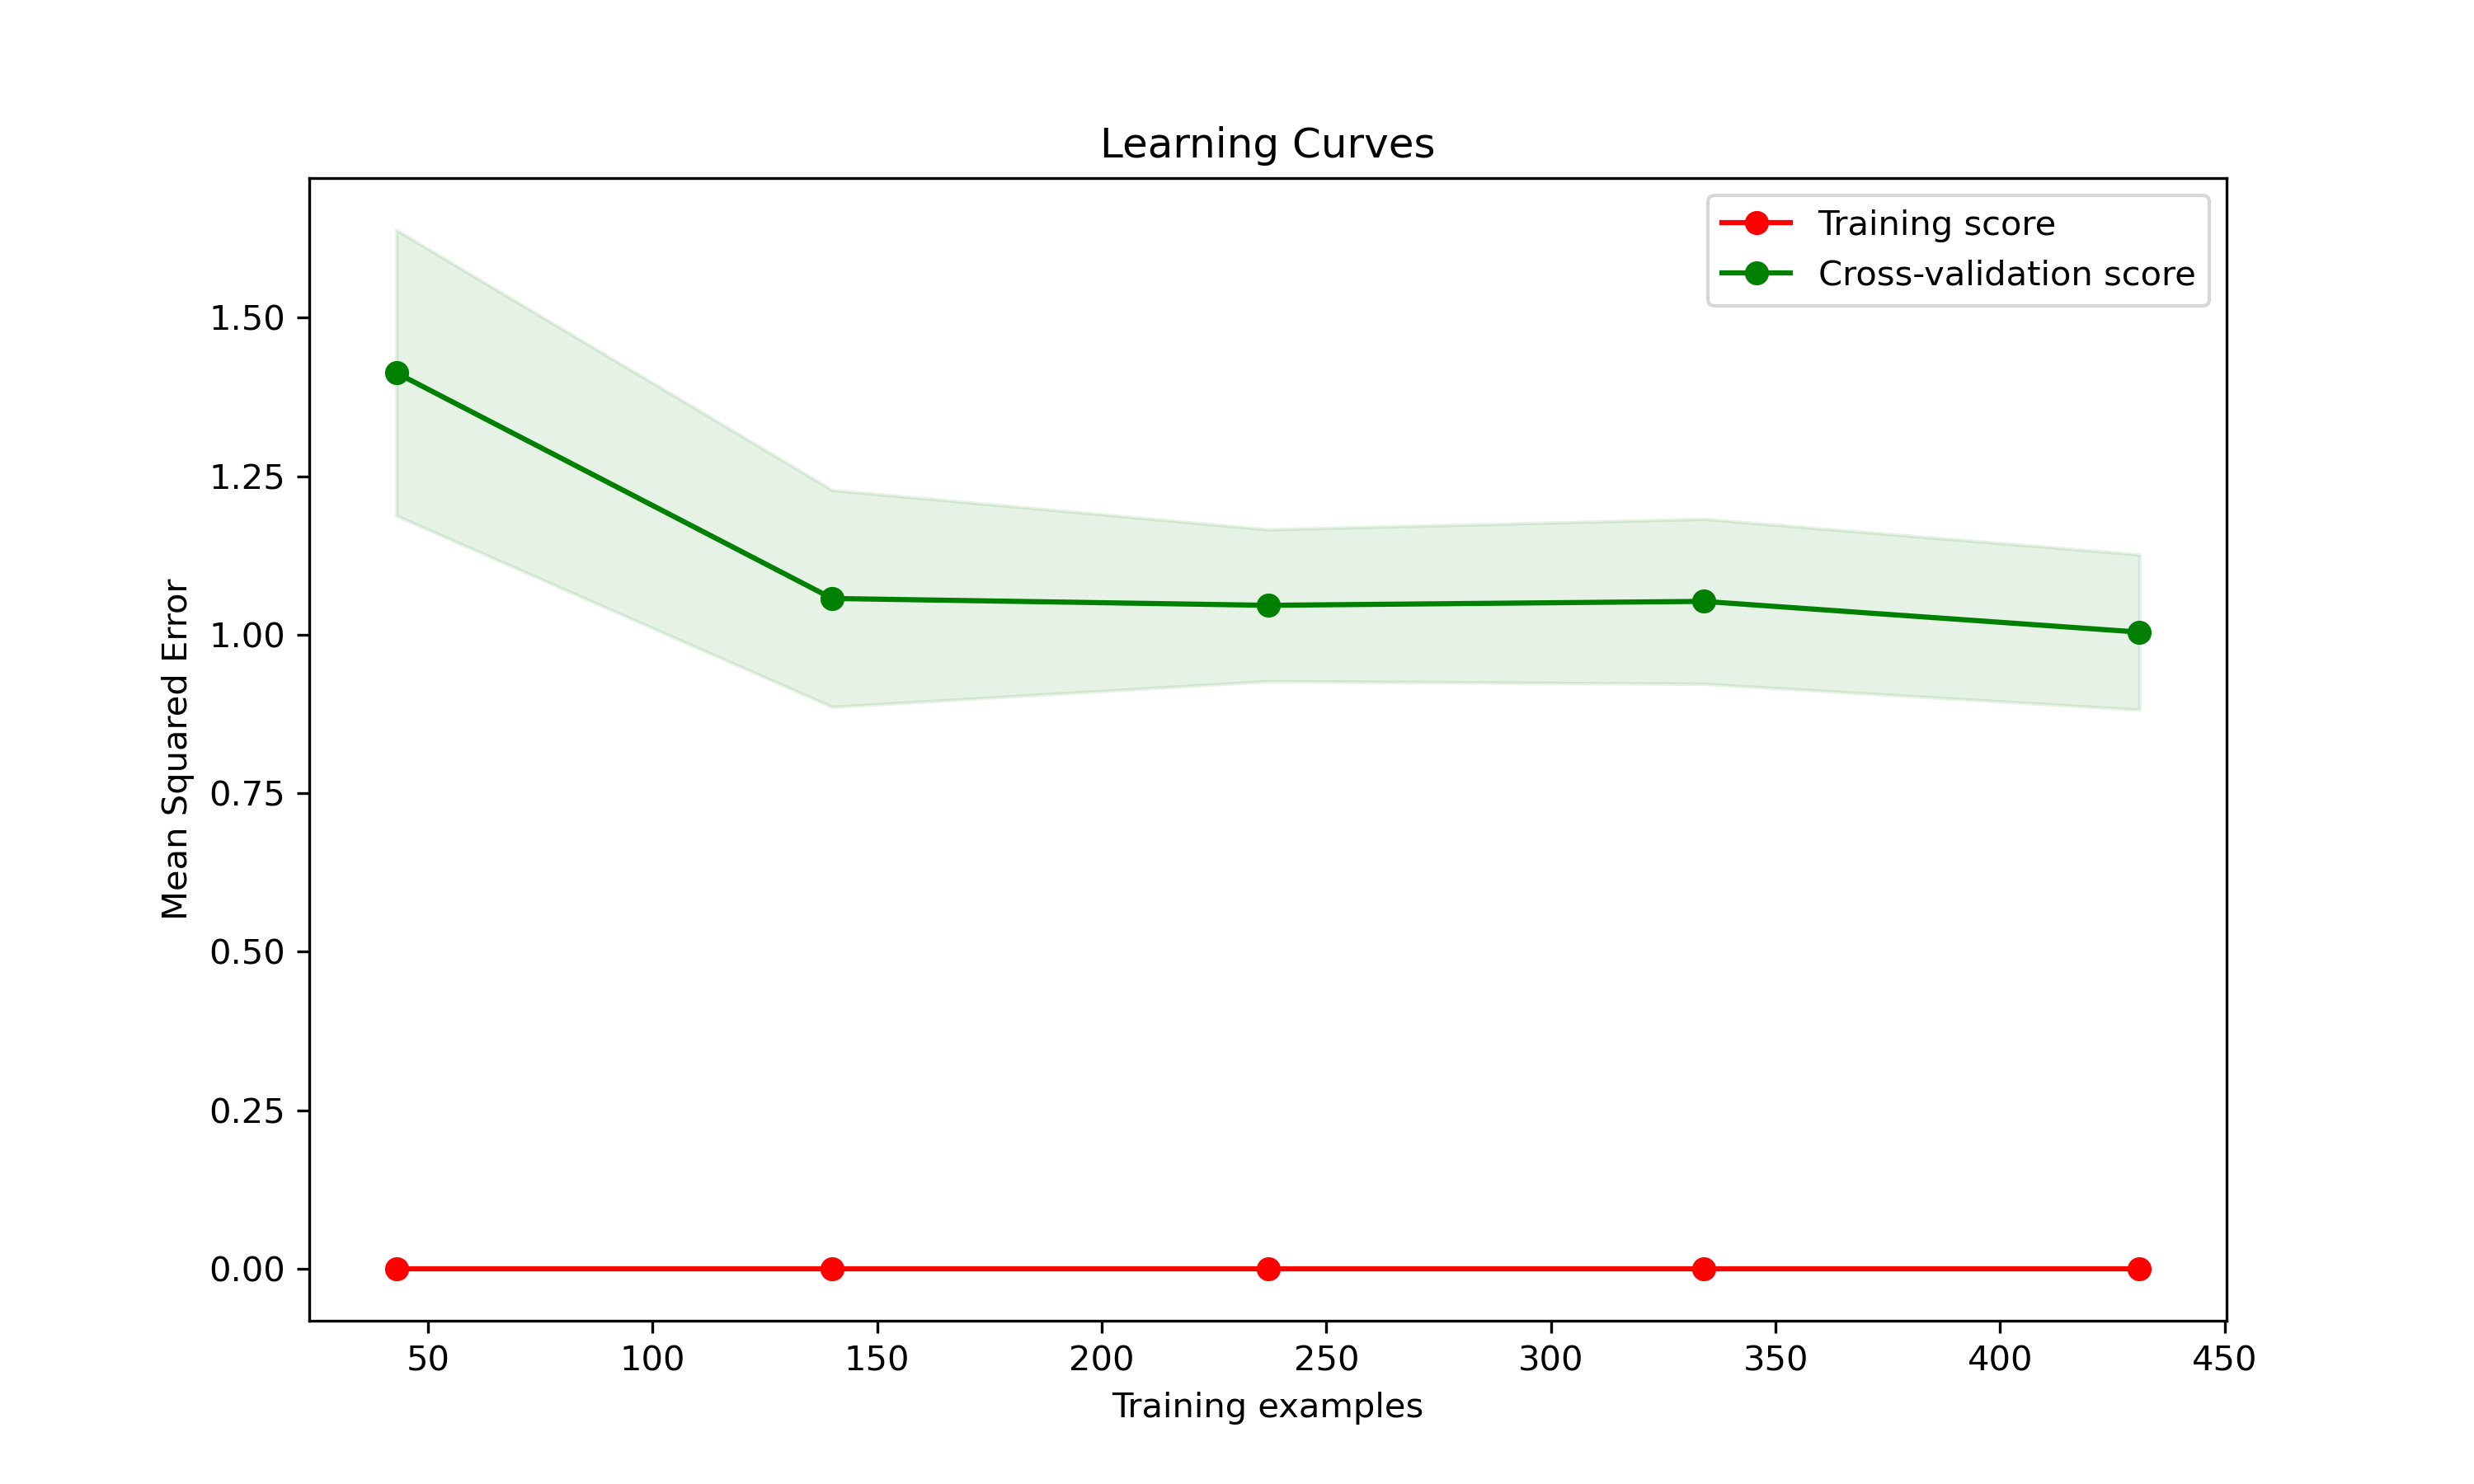 Learning Curves
Training score
Cross-validation score
Mean Squared Error
1.50
1.25
1.00
0.75
0.50
0.25
0.00
50 100 150 200 250 300 350 400 450
Training examples